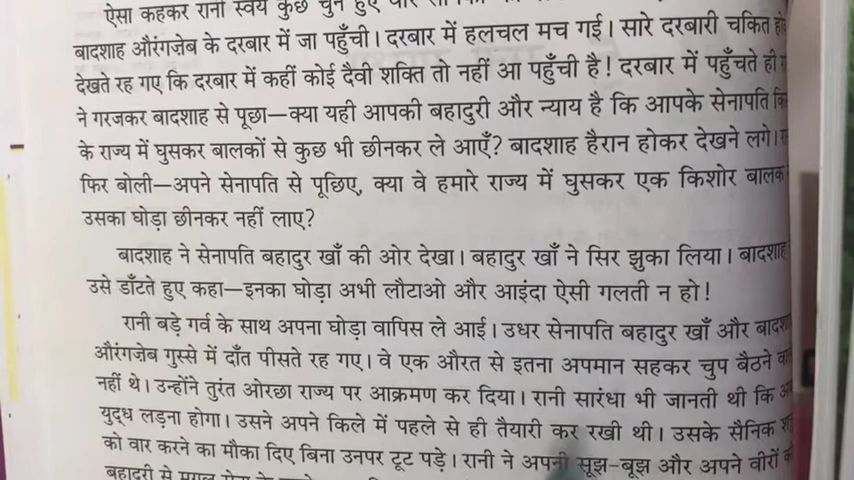 ऐसा कहकर रानी स्वयं कुछ चुने हुए
बादशाह औरंगज़ेब के दरबार में जा पहुँची। दरबार में हलचल मच गई। सारे दरबारी चकित
देखते रह गए कि दरबार में कहीं कोई दैवी शक्ति तो नहीं आ पहुँची है! दरबार में पहुँचते ही
ने गरजकर बादशाह से पूछा—क्या यही आपकी बहादुरी और न्याय है कि आपके सेनापति
के राज्य में घुसकर बालकों से कुछ भी छीनकर ले आएँ? बादशाह हैरान होकर देखने लगे।
फिर बोली—अपने सेनापति से पूछिए, क्या वे हमारे राज्य में घुसकर एक किशोर बालक
उसका घोड़ा छीनकर नहीं लाए?
बादशाह ने सेनापति बहादुर खाँ की ओर देखा। बहादुर खाँ ने सिर झुका लिया। बादशाह
उसे डाँटते हुए कहा—इनका घोड़ा अभी लौटाओ और आइंदा ऐसी गलती न हो!
रानी बड़े गर्व के साथ अपना घोड़ा वापिस ले आई। उधर सेनापति बहादुर खाँ और
औरंगज़ेब गुस्से में दाँत पीसते रह गए। वे एक औरत से इतना अपमान सहकर चुप बैठने
नहीं थे। उन्होंने तुरंत ओरछा राज्य पर आक्रमण कर दिया। रानी सारंधा भी जानती थी कि
युद्ध लड़ना होगा। उसने अपने किले में पहले से ही तैयारी कर रखी थी। उसके सैनिक
को वार करने का मौका दिए बिना उनपर टूट पड़े। रानी ने अपनी सूझ-बूझ और अपने वीरों
बहादुरी से मुगल